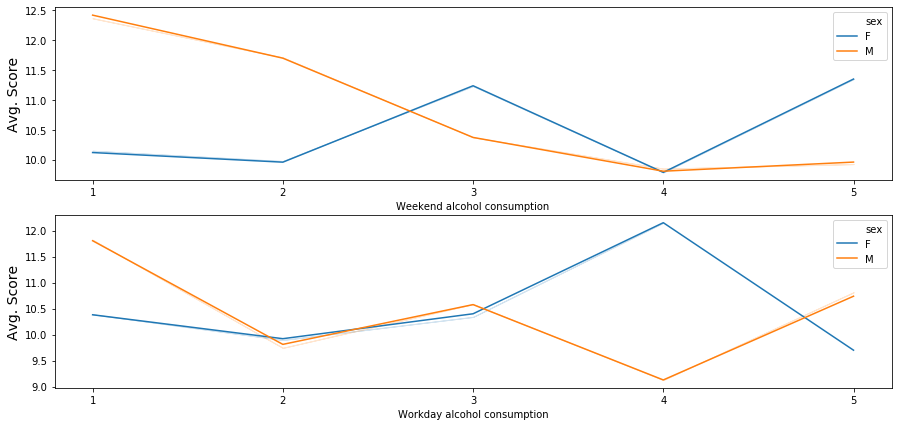 12.5
12.0
11.5
11.0
10.5
10.0
Avg. Score
sex
F
M
1 2 3 4 5
Weekend alcohol consumption
12.0
11.5
11.0
10.5
10.0
9.5
9.0
Avg. Score
sex
F
M
1 2 3 4 5
Workday alcohol consumption